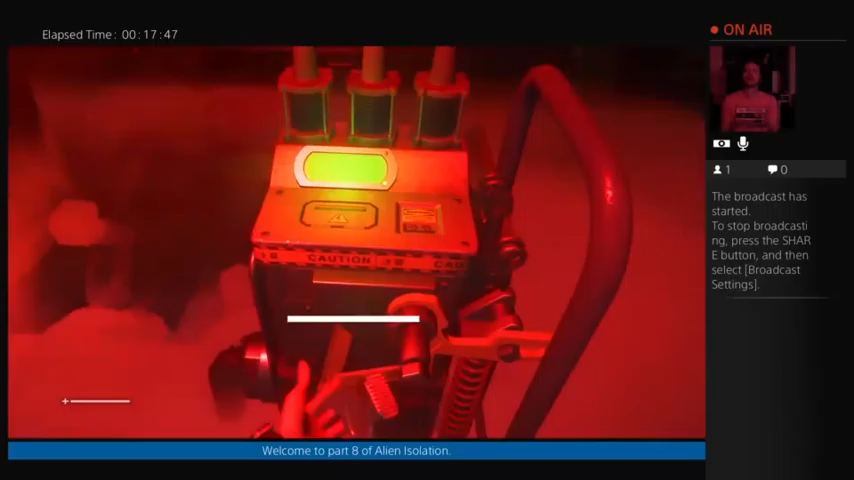 Elapsed Time: 00:17:47
ON AIR
1
0
The broadcast has
started.
To stop broadcasti
ng, press the SHAR
E button, and then
select [Broadcast
Settings].
CAUTION
CAU
Welcome to part 8 of Alien Isolation.